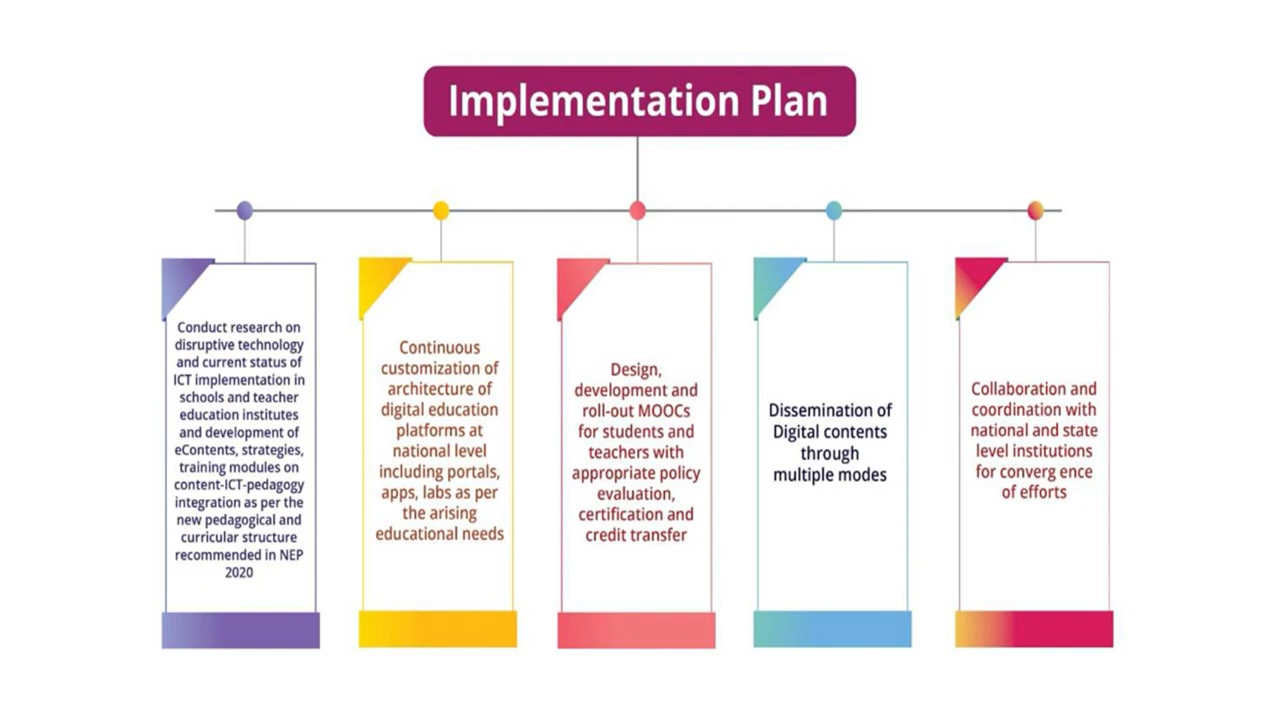 Implementation Plan
Conduct research on
disruptive technology
and current status of
ICT implementation in
schools and teacher
education institutes
and development of
eContents, strategies,
training modules on
content-ICT-pedagogy
integration as per the
new pedagogical and
curricular structure
recommended in NEP
2020
Continuous
customization of
architecture of
digital education
platforms at
national level
including portals,
apps, labs as per
the arising
educational needs
Design,
development and
roll-out MOOCs
for students and
teachers with
appropriate policy
evaluation,
certification and
credit transfer
Dissemination of
Digital contents
through
multiple modes
Collaboration and
coordination with
national and state
level institutions
for converg ence
of efforts